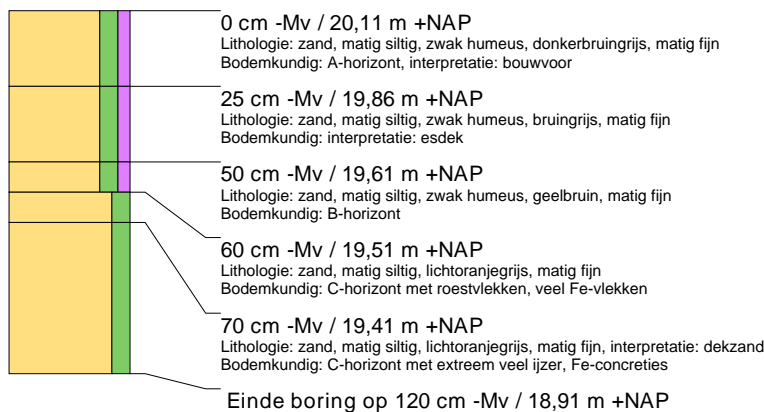 0 cm -Mv / 20,11 m +NAP
Lithologie: zand, matig siltig, zwak humeus, donkerbruingrijs, matig fijn
Bodemkundig: A-horizont, interpretatie: bouwvoor
25 cm -Mv / 19,86 m +NAP
Lithologie: zand, matig siltig, zwak humeus, bruingrijs, matig fijn
Bodemkundig: interpretatie: esdek
50 cm -Mv / 19,61 m +NAP
Lithologie: zand, matig siltig, zwak humeus, geelbruin, matig fijn
Bodemkundig: B-horizont
60 cm -Mv / 19,51 m +NAP
Lithologie: zand, matig siltig, lichtoranjegrijs, matig fijn
Bodemkundig: C-horizont met roestvlekken, veel Fe-vlekken
70 cm -Mv / 19,41 m +NAP
Lithologie: zand, matig siltig, lichtoranjegrijs, matig fijn, interpretatie: dekzand
Bodemkundig: C-horizont met extreem veel ijzer, Fe-concreties
Einde boring op 120 cm -Mv / 18,91 m +NAP